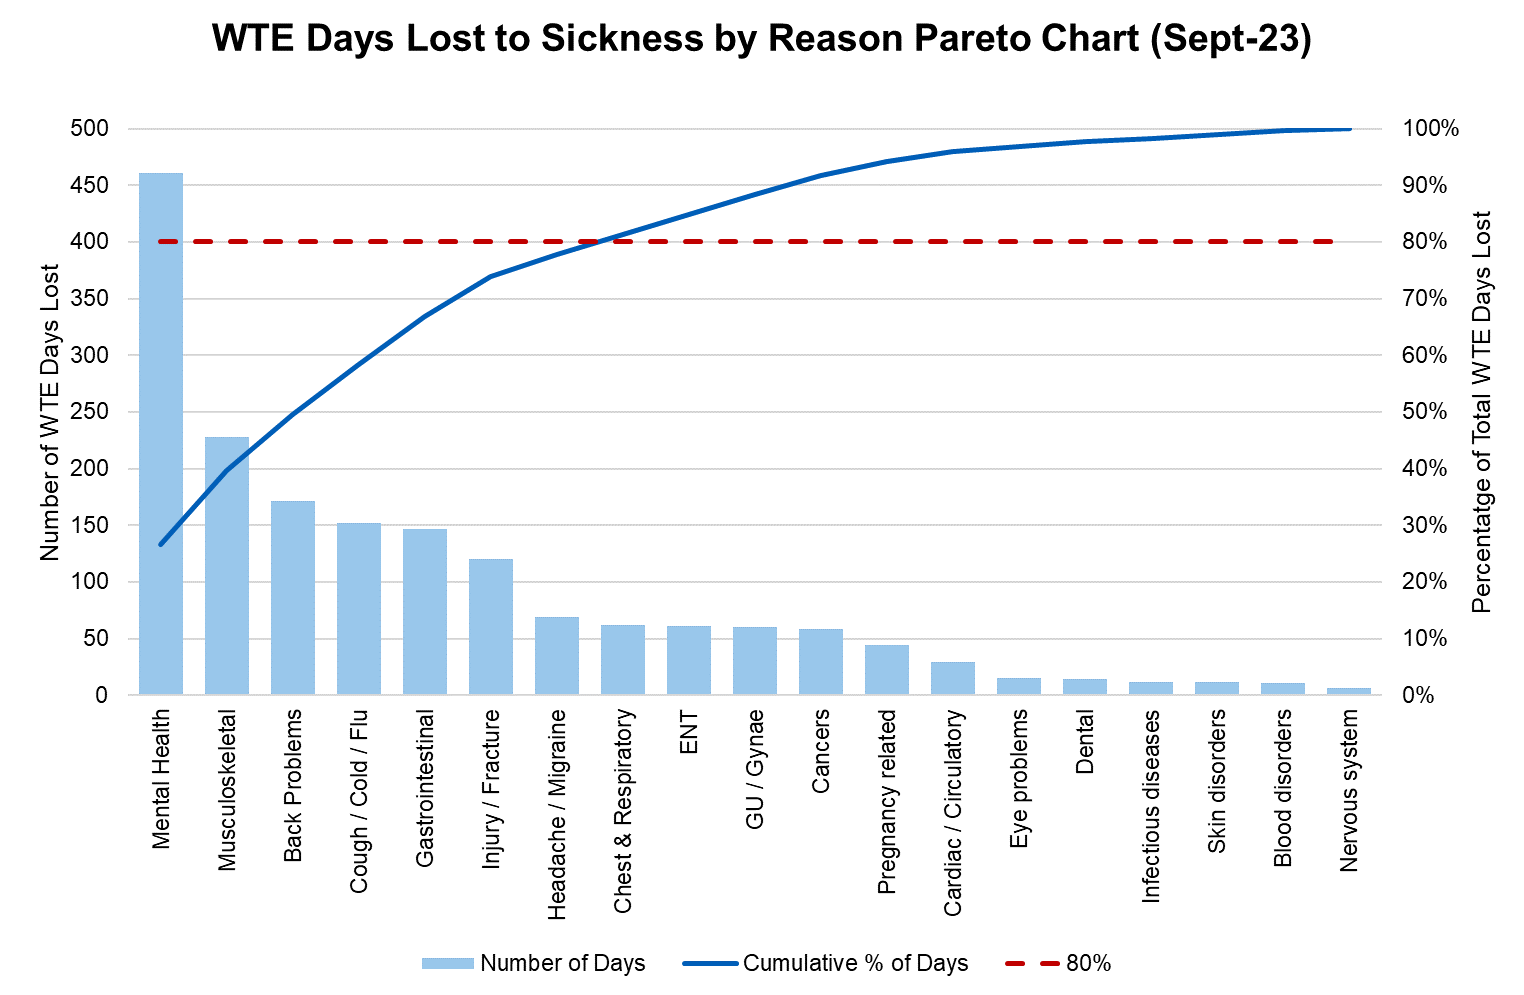 WTE Days Lost to Sickness by Reason Pareto Chart (Sept-23)
Number of WTE Days Lost
500
450
400
350
300
250
200
150
100
50
0
100%
90%
80%
70%
60%
50%
40%
30%
20%
10%
0%
Percentatge of Total WTE Days Lost
Mental Health
Musculoskeletal
Back Problems
Cough / Cold / Flu
Gastrointestinal
Injury / Fracture
Headache / Migraine
Chest & Respiratory
ENT
GU / Gynae
Cancers
Pregnancy related
Cardiac / Circulatory
Eye problems
Dental
Infectious diseases
Skin disorders
Blood disorders
Nervous system
Number of Days
Cumulative % of Days
80%